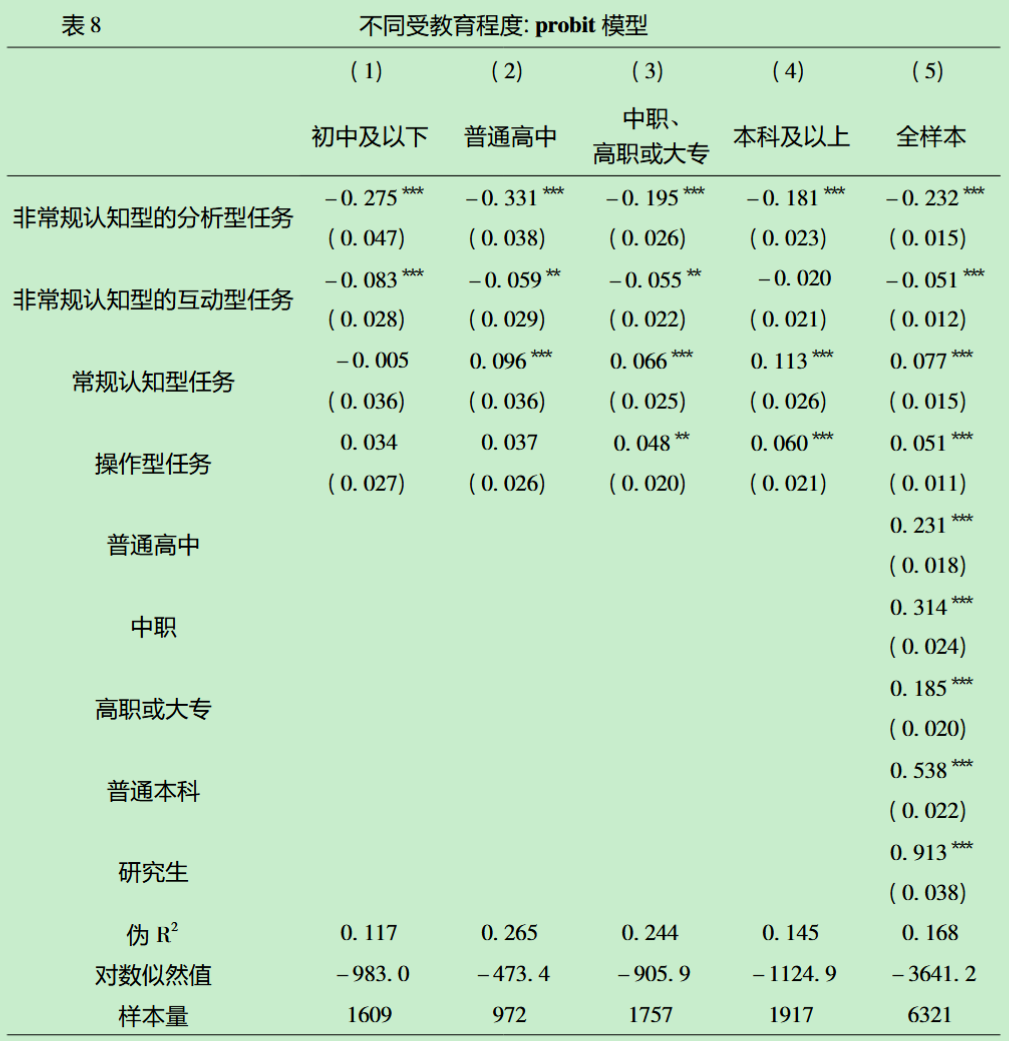 表 8 不同受教育程度: probit 模型
( 1) ( 2) ( 3) ( 4) ( 5)
初中及以下 普通高中 中职、高职或大专 本科及以上 全样本
非常规认知型的分析型任务 – 0. 275 *** – 0. 331 *** – 0. 195 *** – 0. 181 *** – 0. 232 ***
( 0. 047) ( 0. 038) ( 0. 026) ( 0. 023) ( 0. 015)
非常规认知型的互动型任务 – 0. 083 *** – 0. 059 ** – 0. 055 ** – 0. 020 – 0. 051 ***
( 0. 028) ( 0. 029) ( 0. 022) ( 0. 021) ( 0. 012)
常规认知型任务 – 0. 005 0. 096 *** 0. 066 *** 0. 113 *** 0. 077 ***
( 0. 036) ( 0. 036) ( 0. 025) ( 0. 026) ( 0. 015)
操作型任务 0. 034 0. 037 0. 048 ** 0. 060 *** 0. 051 ***
( 0. 027) ( 0. 026) ( 0. 020) ( 0. 021) ( 0. 011)
普通高中 0. 231 ***
( 0. 018)
中职 0. 314 ***
( 0. 024)
高职或大专 0. 185 ***
( 0. 020)
普通本科 0. 538 ***
( 0. 022)
研究生 0. 913 ***
( 0. 038)
伪 R² 0. 117 0. 265 0. 244 0. 145 0. 168
对数似然值 – 983. 0 – 473. 4 – 905. 9 – 1124. 9 – 3641. 2
样本量 1609 972 1757 1917 6321